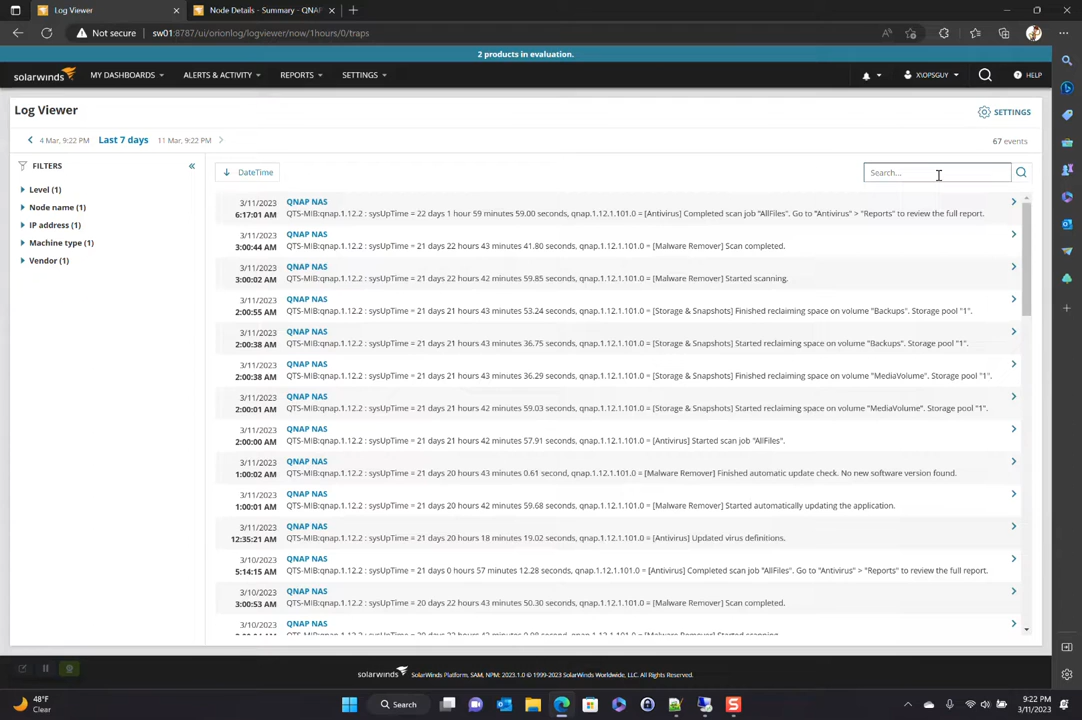 Log Viewer
Node Details - Summary - QNAP
Not secure
sw01:8787/ui/orionlog/logviewer/now/1hours/0/traps
2 products in evaluation.
solarwinds
MY DASHBOARDS
ALERTS & ACTIVITY
REPORTS
SETTINGS
X\OPSGUY
HELP
Log Viewer
SETTINGS
4 Mar, 9:22 PM
Last 7 days
11 Mar, 9:22 PM
67 events
FILTERS
DateTime
Search...
Level (1)
Node name (1)
IP address (1)
Machine type (1)
Vendor (1)
3/11/2023 QNAP NAS
6:17:01 AM QTS-MIB:qnap.1.12.2 : sysUpTime = 22 days 1 hour 59 minutes 59.00 seconds, qnap.1.12.1.101.0 = [Antivirus] Completed scan job "AllFiles". Go to "Antivirus" > "Reports" to review the full report.
3/11/2023 QNAP NAS
3:00:44 AM QTS-MIB:qnap.1.12.2 : sysUpTime = 21 days 22 hours 43 minutes 41.80 seconds, qnap.1.12.1.101.0 = [Malware Remover] Scan completed.
3/11/2023 QNAP NAS
3:00:02 AM QTS-MIB:qnap.1.12.2 : sysUpTime = 21 days 22 hours 42 minutes 59.85 seconds, qnap.1.12.1.101.0 = [Malware Remover] Started scanning.
3/11/2023 QNAP NAS
2:00:55 AM QTS-MIB:qnap.1.12.2 : sysUpTime = 21 days 21 hours 43 minutes 53.24 seconds, qnap.1.12.1.101.0 = [Storage & Snapshots] Finished reclaiming space on volume "Backups". Storage pool "1".
3/11/2023 QNAP NAS
2:00:38 AM QTS-MIB:qnap.1.12.2 : sysUpTime = 21 days 21 hours 43 minutes 36.75 seconds, qnap.1.12.1.101.0 = [Storage & Snapshots] Started reclaiming space on volume "Backups". Storage pool "1".
3/11/2023 QNAP NAS
2:00:38 AM QTS-MIB:qnap.1.12.2 : sysUpTime = 21 days 21 hours 43 minutes 36.29 seconds, qnap.1.12.1.101.0 = [Storage & Snapshots] Finished reclaiming space on volume "MediaVolume". Storage pool "1".
3/11/2023 QNAP NAS
2:00:01 AM QTS-MIB:qnap.1.12.2 : sysUpTime = 21 days 21 hours 42 minutes 59.03 seconds, qnap.1.12.1.101.0 = [Storage & Snapshots] Started reclaiming space on volume "MediaVolume". Storage pool "1".
3/11/2023 QNAP NAS
2:00:00 AM QTS-MIB:qnap.1.12.2 : sysUpTime = 21 days 21 hours 42 minutes 57.91 seconds, qnap.1.12.1.101.0 = [Antivirus] Started scan job "AllFiles".
3/11/2023 QNAP NAS
1:00:02 AM QTS-MIB:qnap.1.12.2 : sysUpTime = 21 days 20 hours 43 minutes 0.61 second, qnap.1.12.1.101.0 = [Malware Remover] Finished automatic update check. No new software version found.
3/11/2023 QNAP NAS
1:00:01 AM QTS-MIB:qnap.1.12.2 : sysUpTime = 21 days 20 hours 42 minutes 59.68 seconds, qnap.1.12.1.101.0 = [Malware Remover] Started automatically updating the application.
3/11/2023 QNAP NAS
12:35:21 AM QTS-MIB:qnap.1.12.2 : sysUpTime = 21 days 20 hours 18 minutes 19.02 seconds, qnap.1.12.1.101.0 = [Antivirus] Updated virus definitions.
3/10/2023 QNAP NAS
5:14:15 AM QTS-MIB:qnap.1.12.2 : sysUpTime = 21 days 0 hours 57 minutes 12.28 seconds, qnap.1.12.1.101.0 = [Antivirus] Completed scan job "AllFiles". Go to "Antivirus" > "Reports" to review the full report.
3/10/2023 QNAP NAS
3:00:53 AM QTS-MIB:qnap.1.12.2 : sysUpTime = 20 days 22 hours 43 minutes 50.30 seconds, qnap.1.12.1.101.0 = [Malware Remover] Scan completed.
3/10/2023 QNAP NAS
solarwinds SolarWinds Platform, SAM, NPM: 2023.1.0 © 1999-2023 SolarWinds Worldwide, LLC. All Rights Reserved.
48°F
Clear
Search
9:22 PM
3/11/2023